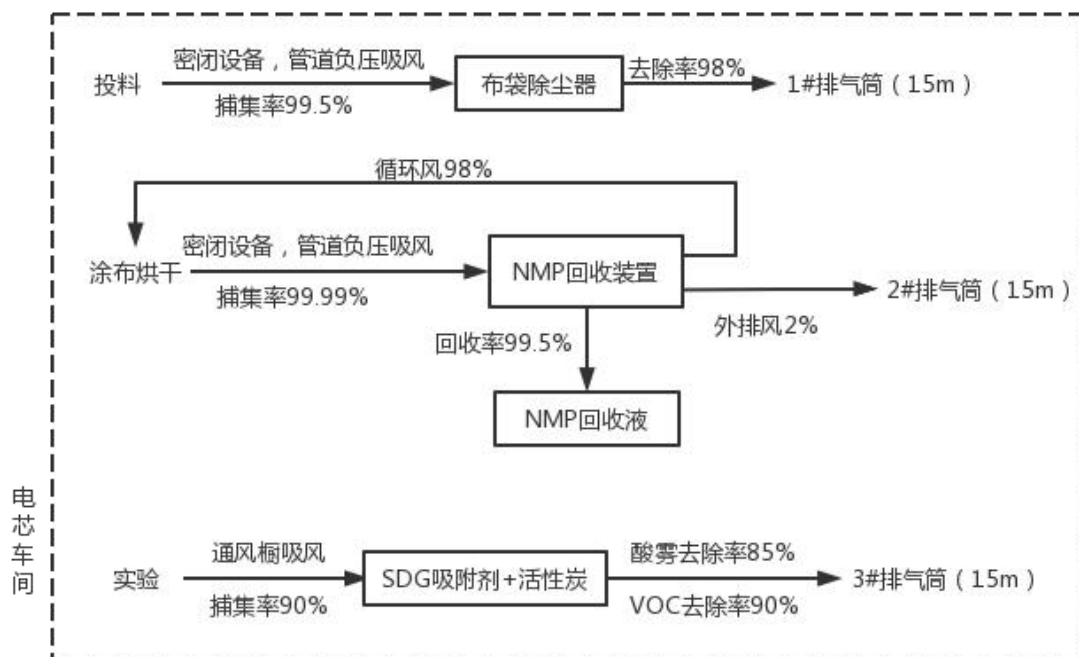 密闭设备，管道负压吸风
投料
捕集率99.5%
布袋除尘器
去除率98%
1#排气筒（15m）
循环风98%
密闭设备，管道负压吸风
涂布烘干
捕集率99.99%
NMP回收装置
2#排气筒（15m）
外排风2%
回收率99.5%
NMP回收液
电芯车间
通风橱吸风
实验
捕集率90%
SDG吸附剂+活性炭
酸雾去除率85%
VOC去除率90%
3#排气筒（15m）